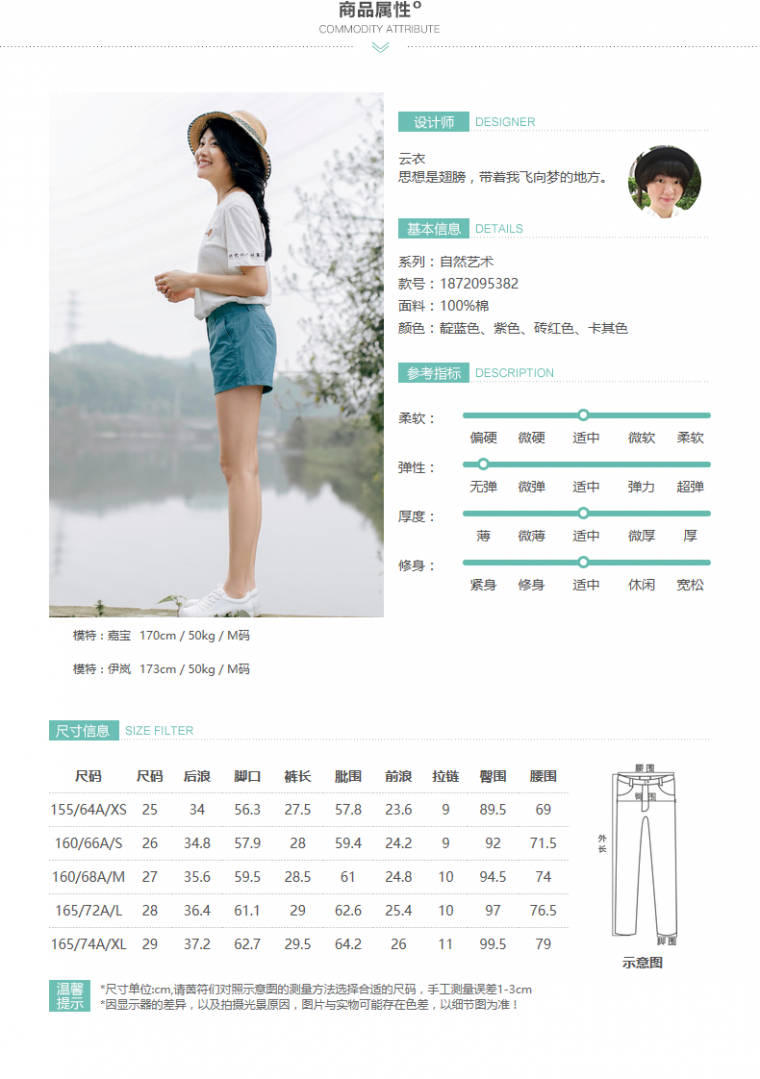 商品属性
COMMODITY ATTRIBUTE
设计师 DESIGNER
云衣
思想是翅膀，带着我飞向梦的地方。
基本信息 DETAILS
系列：自然艺术
款号：1872095382
面料：100%棉
颜色：靛蓝色、紫色、砖红色、卡其色
参考指标 DESCRIPTION
柔软：
偏硬 微硬 适中 微软 柔软
弹性：
无弹 微弹 适中 弹力 超弹
厚度：
薄 微薄 适中 微厚 厚
修身：
紧身 修身 适中 休闲 宽松
模特：嘉宝 170cm / 50kg / M码
模特：伊岚 173cm / 50kg / M码
尺寸信息 SIZE FILTER
尺码 尺码 后浪 脚口 裤长 肶围 前浪 拉链 臀围 腰围
155/64A/XS 25 34 56.3 27.5 57.8 23.6 9 89.5 69
160/66A/S 26 34.8 57.9 28 59.4 24.2 9 92 71.5
160/68A/M 27 35.6 59.5 28.5 61 24.8 10 94.5 74
165/72A/L 28 36.4 61.1 29 62.6 25.4 10 97 76.5
165/74A/XL 29 37.2 62.7 29.5 64.2 26 11 99.5 79
腰围
臀围
外长
脚围
示意图
温馨提示
*尺寸单位:cm,请茵符们对照示意图的测量方法选择合适的尺码，手工测量误差1-3cm
*因显示器的差异，以及拍摄光景原因，图片与实物可能存在色差，以细节图为准！